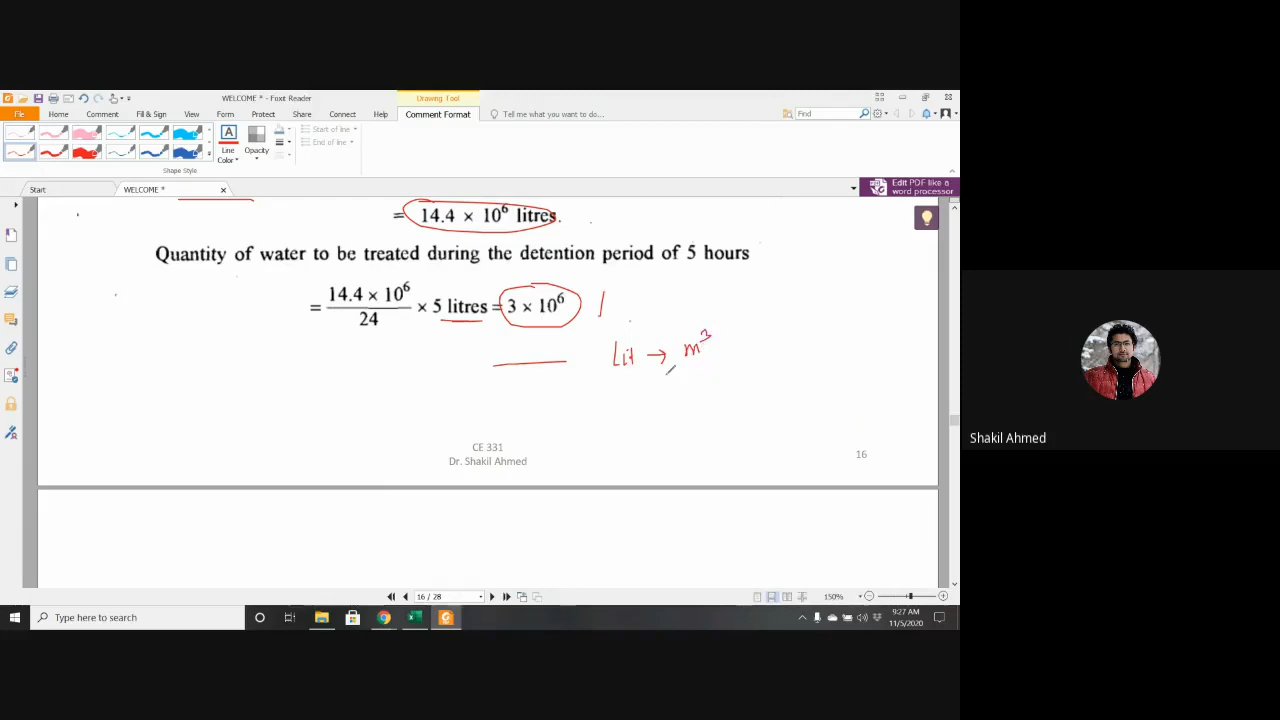 WELCOME * - Foxit Reader
Drawing Tool
File Home Comment Fill & Sign View Form Protect Share Connect Help Comment Format Tell me what you want to do... Find
Line Color
Opacity
Start of line
End of line
Shape Style
Start
WELCOME *
Edit PDF like a word processor
= 14.4 × 10⁶ litres.
Quantity of water to be treated during the detention period of 5 hours
= 14.4 × 10⁶ / 24 × 5 litres = 3 × 10⁶ l
Lit → m³
CE 331
Dr. Shakil Ahmed
16
16 / 28
150%
Type here to search
9:27 AM
11/5/2020
Shakil Ahmed